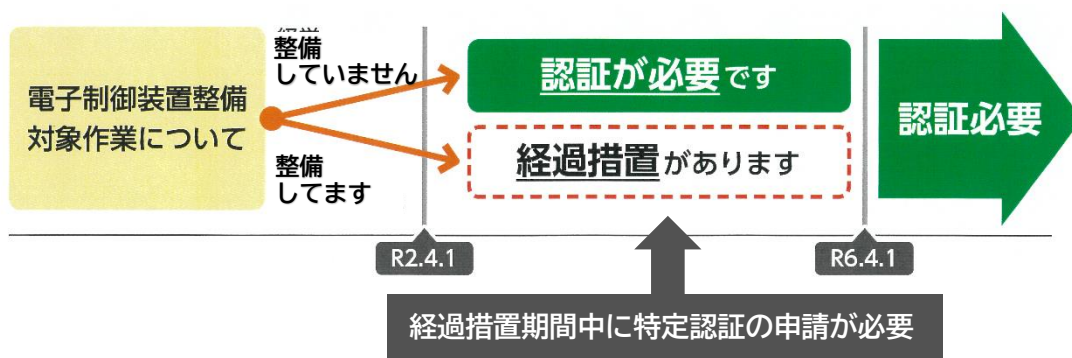 電子制御装置整備
対象作業について
整備
していません
整備
してます
認証が必要です
経過措置があります
認証必要
R2.4.1
R6.4.1
経過措置期間中に特定認証の申請が必要